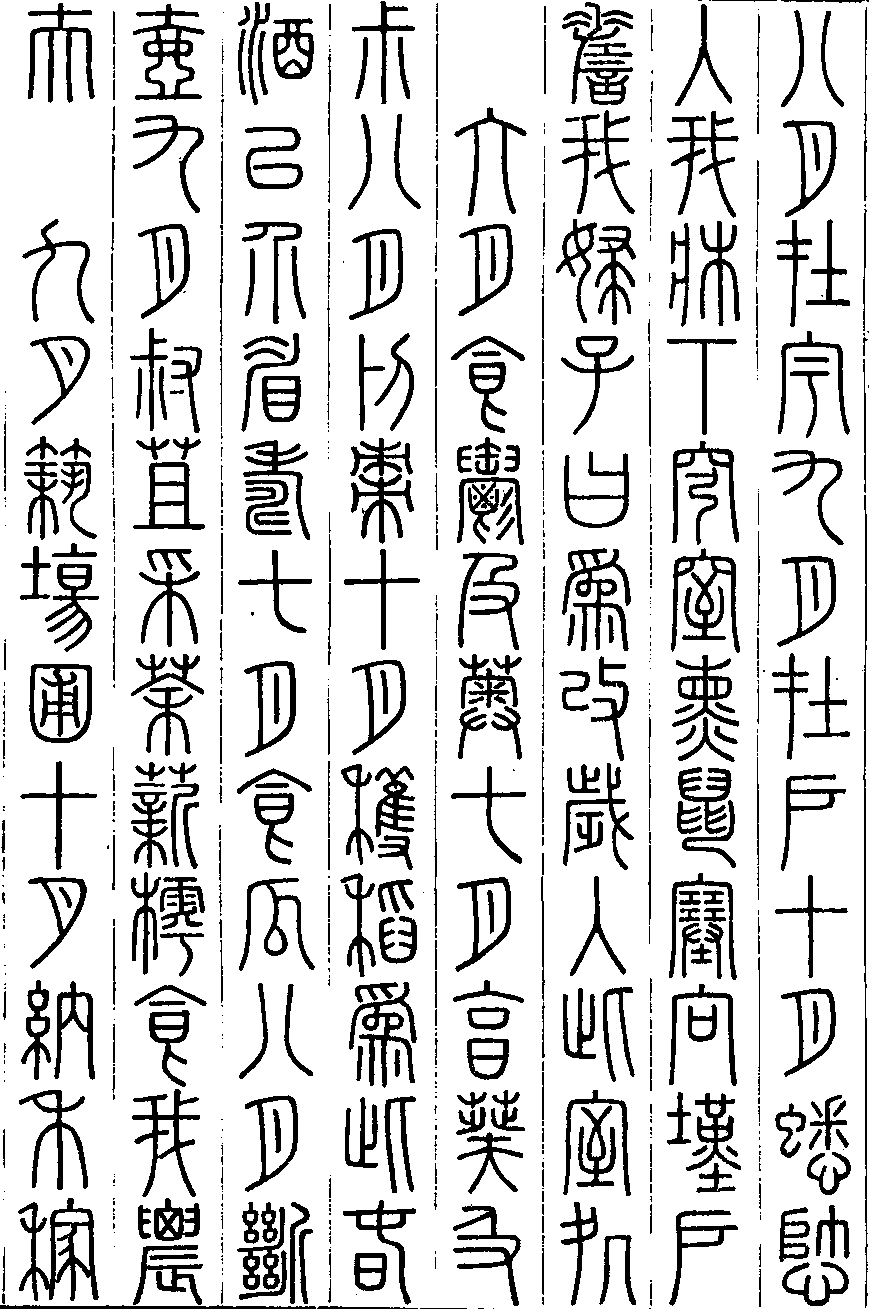 八月在宇九月在戶十月蟋蟀
入我牀下穹窒熏鼠塞向墐戶
嗟我婦子曰為改歲入此室処
六月食鬱及薁七月亨葵及
尗八月剝棗十月穫稻為此春
酒以介眉壽七月食瓜八月斷
壺九月叔苴采荼薪樗食我農
夫　九月築場圃十月納禾稼